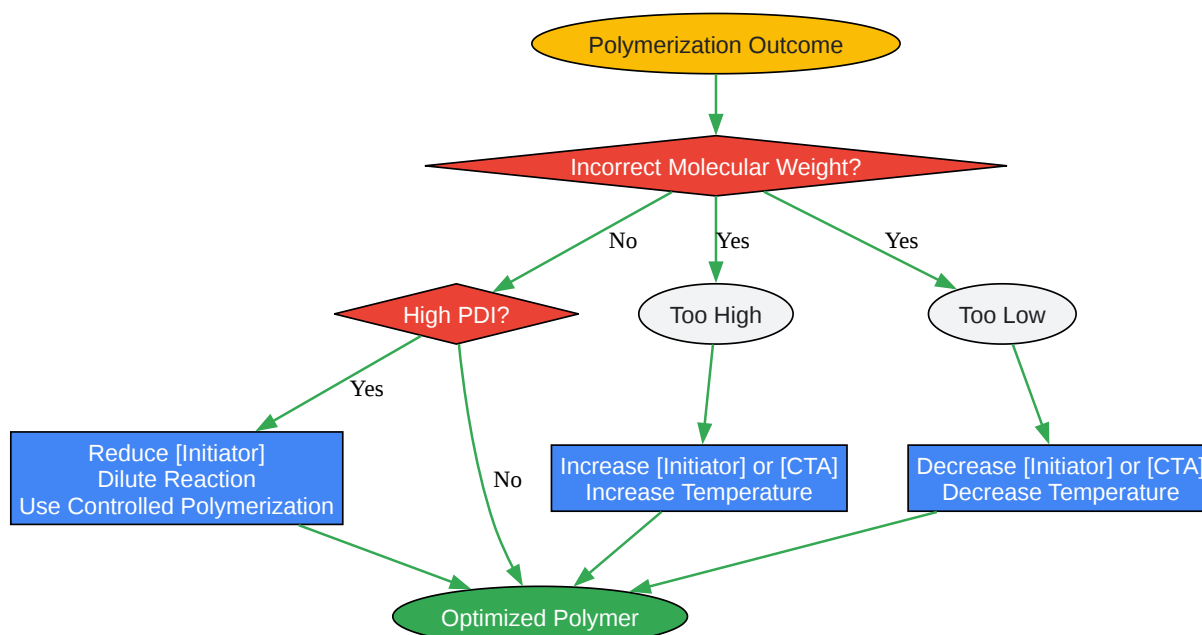 Polymerization Outcome
Incorrect Molecular Weight?
No
Yes
Yes
High PDI?
Too High
Too Low
Yes
Reduce [Initiator]
Dilute Reaction
Use Controlled Polymerization
No
Increase [Initiator] or [CTA]
Increase Temperature
Decrease [Initiator] or [CTA]
Decrease Temperature
Optimized Polymer